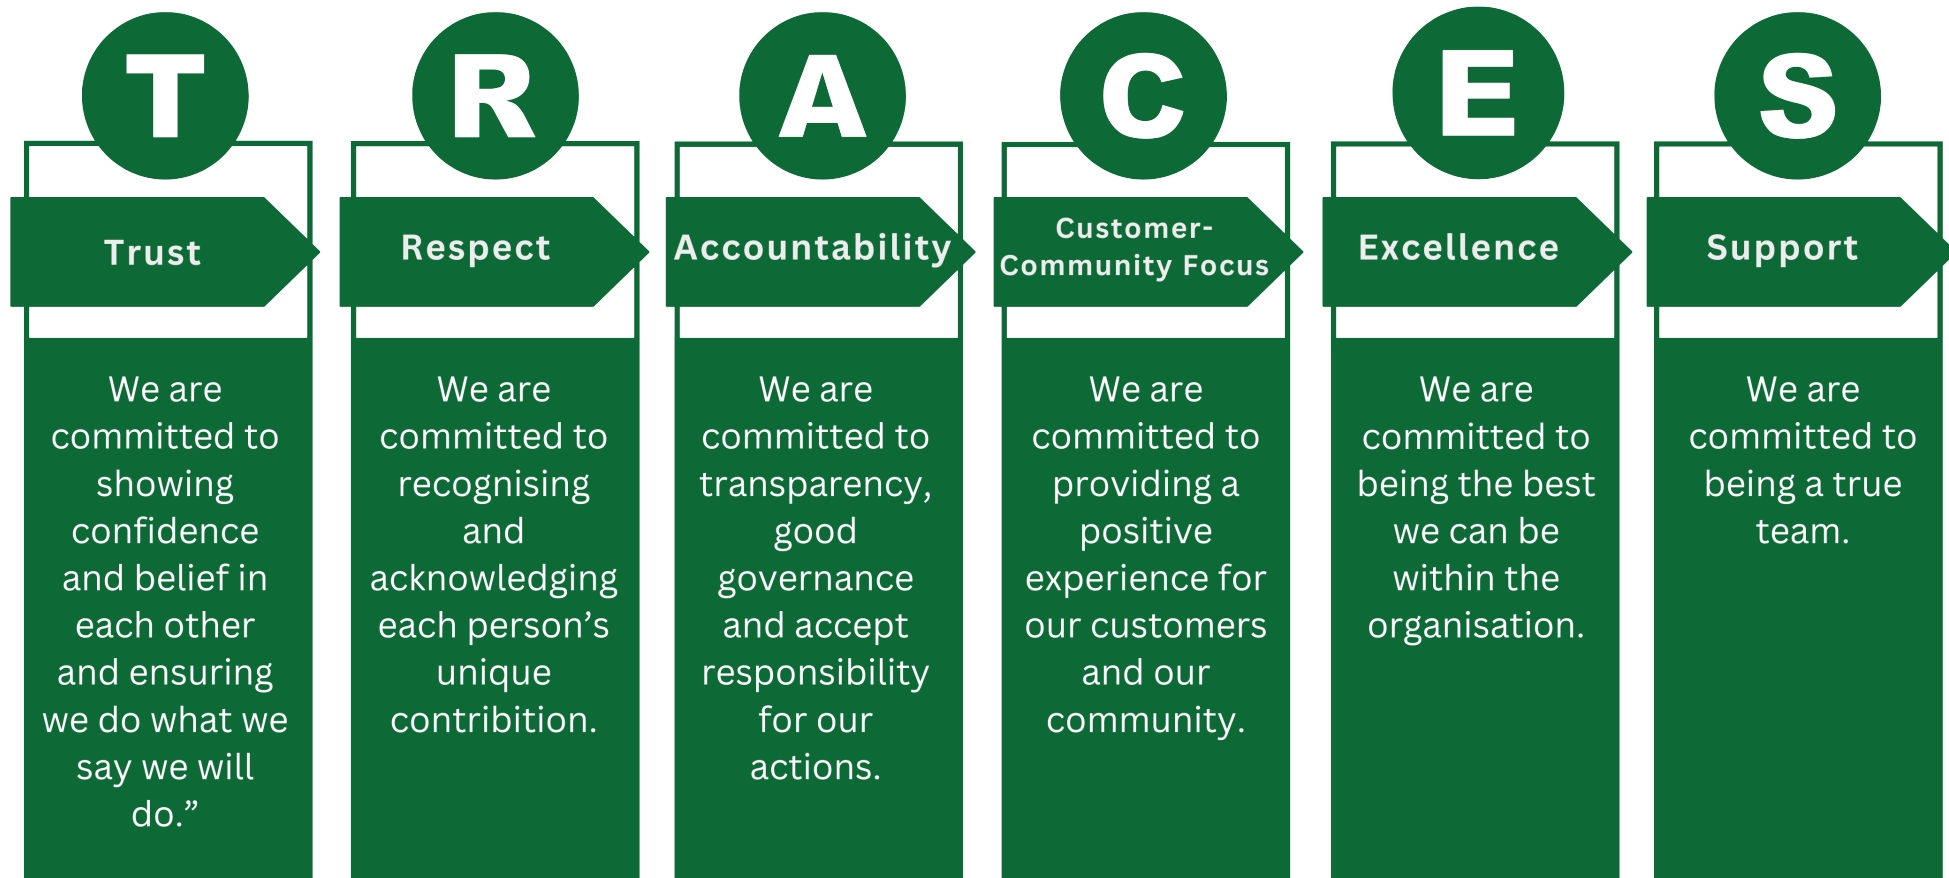 T
Trust
We are
committed to
showing
confidence
and belief in
each other
and ensuring
we do what we
say we will
do.”
R
Respect
We are
committed to
recognising
and
acknowledging
each person’s
unique
contribition.
A
Accountability
We are
committed to
transparency,
good
governance
and accept
responsibility
for our
actions.
C
Customer-
Community Focus
We are
committed to
providing a
positive
experience for
our customers
and our
community.
E
Excellence
We are
committed to
being the best
we can be
within the
organisation.
S
Support
We are
committed to
being a true
team.